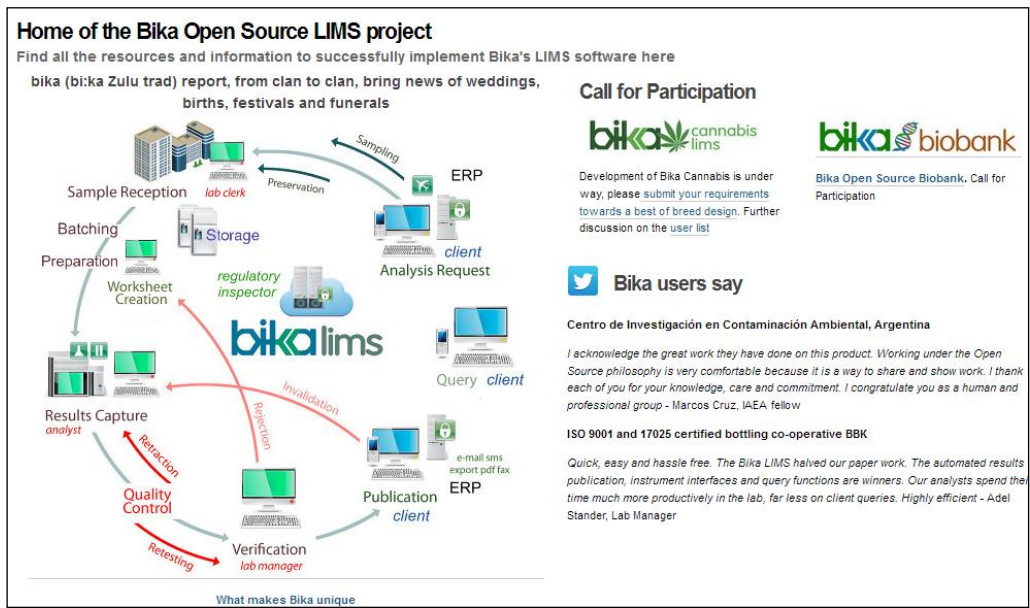 Home of the Bika Open Source LIMS project
Find all the resources and information to successfully implement Bika's LIMS software here
bika (bi:ka Zulu trad) report, from clan to clan, bring news of weddings,
births, festivals and funerals
Sampling
Preservation
ERP
Sample Reception
lab clerk
client
Analysis Request
Batching
Storage
Preparation
Worksheet
Creation
regulatory
inspector
bika lims
Query client
Results Capture
analyst
Invalidation
Rejection
Retraction
Quality
Control
Retesting
e-mail sms
export pdf fax
ERP
Publication
client
Verification
lab manager
What makes Bika unique
Call for Participation
bika cannabis
lims
Development of Bika Cannabis is under
way, please submit your requirements
towards a best of breed design. Further
discussion on the user list
bika biobank
Bika Open Source Biobank. Call for
Participation
Bika users say
Centro de Investigación en Contaminación Ambiental, Argentina
I acknowledge the great work they have done on this product. Working under the Open
Source philosophy is very comfortable because it is a way to share and show work. I thank
each of you for your knowledge, care and commitment. I congratulate you as a human and
professional group - Marcos Cruz, IAEA fellow
ISO 9001 and 17025 certified bottling co-operative BBK
Quick, easy and hassle free. The Bika LIMS halved our paper work. The automated results
publication, instrument interfaces and query functions are winners. Our analysts spend thei
time much more productively in the lab, far less on client queries. Highly efficient - Adel
Stander, Lab Manager